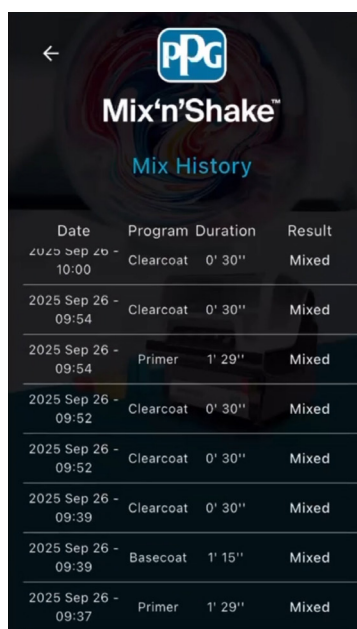 PPG
Mix'n'Shake™
Mix History
Date Program Duration Result
2025 Sep 26 -
10:00 Clearcoat 0' 30'' Mixed
2025 Sep 26 -
09:54 Clearcoat 0' 30'' Mixed
2025 Sep 26 -
09:54 Primer 1' 29'' Mixed
2025 Sep 26 -
09:52 Clearcoat 0' 30'' Mixed
2025 Sep 26 -
09:52 Clearcoat 0' 30'' Mixed
2025 Sep 26 -
09:39 Clearcoat 0' 30'' Mixed
2025 Sep 26 -
09:39 Basecoat 1' 15'' Mixed
2025 Sep 26 -
09:37 Primer 1' 29'' Mixed